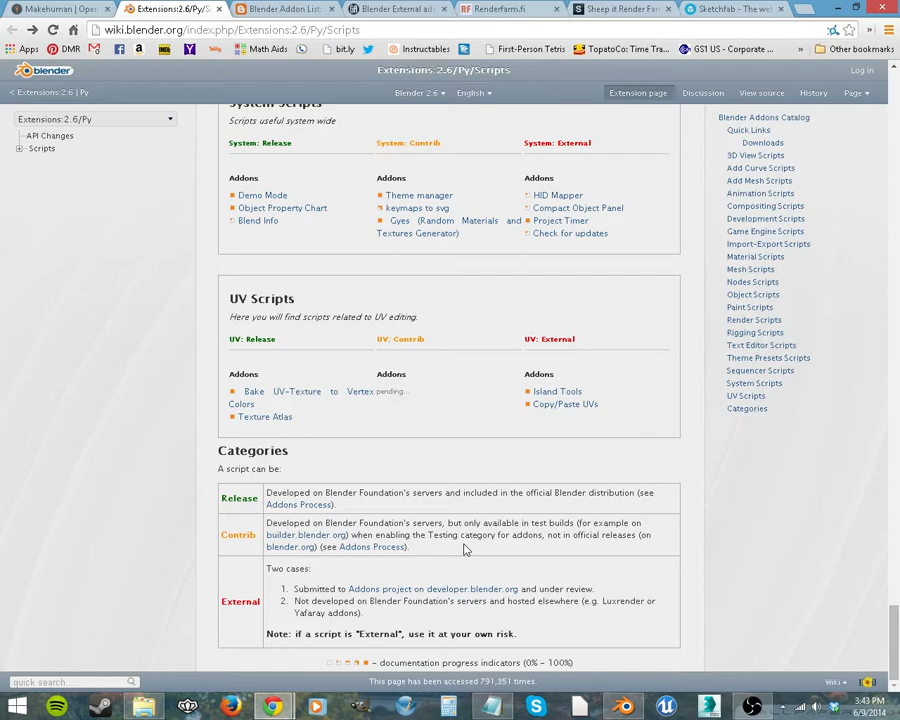 Makehuman | Open
Extensions:2.6/Py/S
Blender Addon List
Blender External ad
RF Renderfarm.fi
Sheep it Render Far
Sketchfab - The we
wiki.blender.org/index.php/Extensions:2.6/Py/Scripts
Apps
DMR
bit.ly
Math Aids
Instructables
First-Person Tetris
TopatoCo: Time Tra...
GS1 US - Corporate ...
Other bookmarks
blender
Extensions:2.6/Py/Scripts
Log in
< Extensions:2.6 | Py
Blender 2.6
English
Extension page
Discussion
View source
History
Page
Extensions:2.6/Py
API Changes
Scripts
System Scripts
Scripts useful system wide
System: Release
System: Contrib
System: External
Addons
Addons
Addons
Demo Mode
Theme manager
HID Mapper
Object Property Chart
keymaps to svg
Compact Object Panel
Blend Info
Gyes (Random Materials and
Textures Generator)
Project Timer
Check for updates
UV Scripts
Here you will find scripts related to UV editing.
UV: Release
UV: Contrib
UV: External
Addons
Addons
Addons
Bake UV-Texture to Vertex
Colors
pending...
Island Tools
Texture Atlas
Copy/Paste UVs
Categories
A script can be:
Release
Developed on Blender Foundation's servers and included in the official Blender distribution (see
Addons Process).
Contrib
Developed on Blender Foundation's servers, but only available in test builds (for example on
builder.blender.org) when enabling the Testing category for addons, not in official releases (on
blender.org) (see Addons Process).
External
Two cases:
1. Submitted to Addons project on developer.blender.org and under review.
2. Not developed on Blender Foundation's servers and hosted elsewhere (e.g. Luxrender or
Yafaray addons).
Note: if a script is "External", use it at your own risk.
- documentation progress indicators (0% - 100%)
Blender Addons Catalog
Quick Links
Downloads
3D View Scripts
Add Curve Scripts
Add Mesh Scripts
Animation Scripts
Compositing Scripts
Development Scripts
Game Engine Scripts
Import-Export Scripts
Material Scripts
Mesh Scripts
Nodes Scripts
Object Scripts
Paint Scripts
Render Scripts
Rigging Scripts
Text Editor Scripts
Theme Presets Scripts
Sequencer Scripts
System Scripts
UV Scripts
Categories
quick scripts
This page has been accessed 791,351 times.
Wiki
3:43 PM
6/9/2014